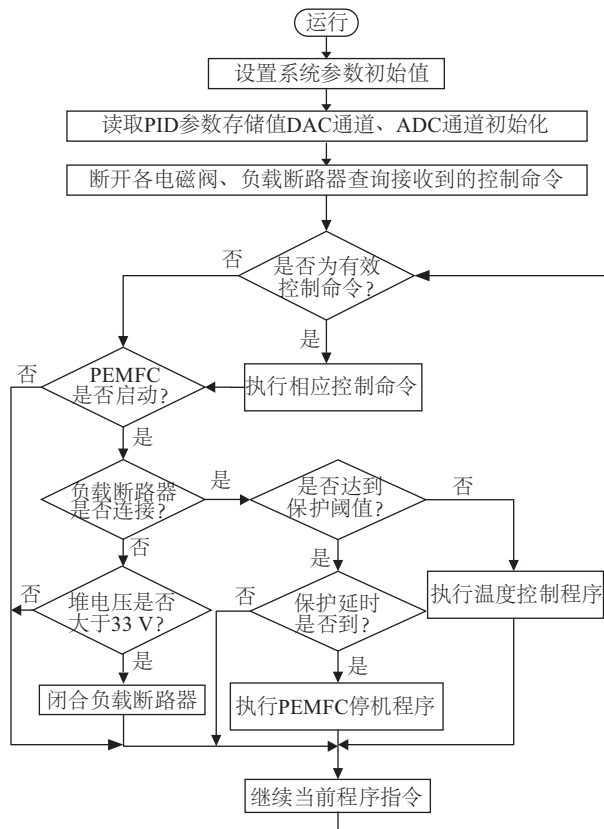 运行
设置系统参数初始值
读取PID参数存储值DAC通道、ADC通道初始化
断开各电磁阀、负载断路器查询接收到的控制命令
否
是否为有效
控制命令?
是
否
PEMFC
是否启动?
执行相应控制命令
是
负载断路器
是否连接?
是
是否达到
保护阈值?
否
否
是
否
堆电压是否
大于33 V?
否
保护延时
是否到?
执行温度控制程序
是
是
闭合负载断路器
执行PEMFC停机程序
继续当前程序指令